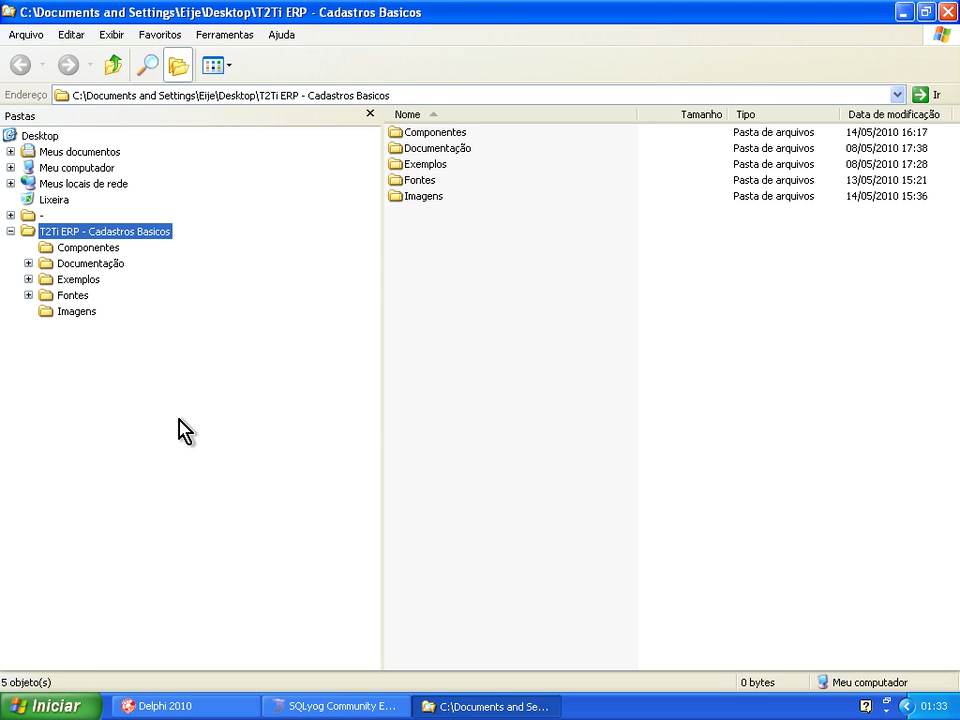 C:\Documents and Settings\Eije\Desktop\T2Ti ERP - Cadastros Basicos
Arquivo Editar Exibir Favoritos Ferramentas Ajuda
Endereço C:\Documents and Settings\Eije\Desktop\T2Ti ERP - Cadastros Basicos Ir
Pastas
Desktop
Meus documentos
Meu computador
Meus locais de rede
Lixeira
-
T2Ti ERP - Cadastros Basicos
Componentes
Documentação
Exemplos
Fontes
Imagens
Nome Tamanho Tipo Data de modificação
Componentes Pasta de arquivos 14/05/2010 16:17
Documentação Pasta de arquivos 08/05/2010 17:38
Exemplos Pasta de arquivos 08/05/2010 17:28
Fontes Pasta de arquivos 13/05/2010 15:21
Imagens Pasta de arquivos 14/05/2010 15:36
5 objeto(s) 0 bytes Meu computador
Iniciar Delphi 2010 SQLyog Community E... C:\Documents and Se... 01:33